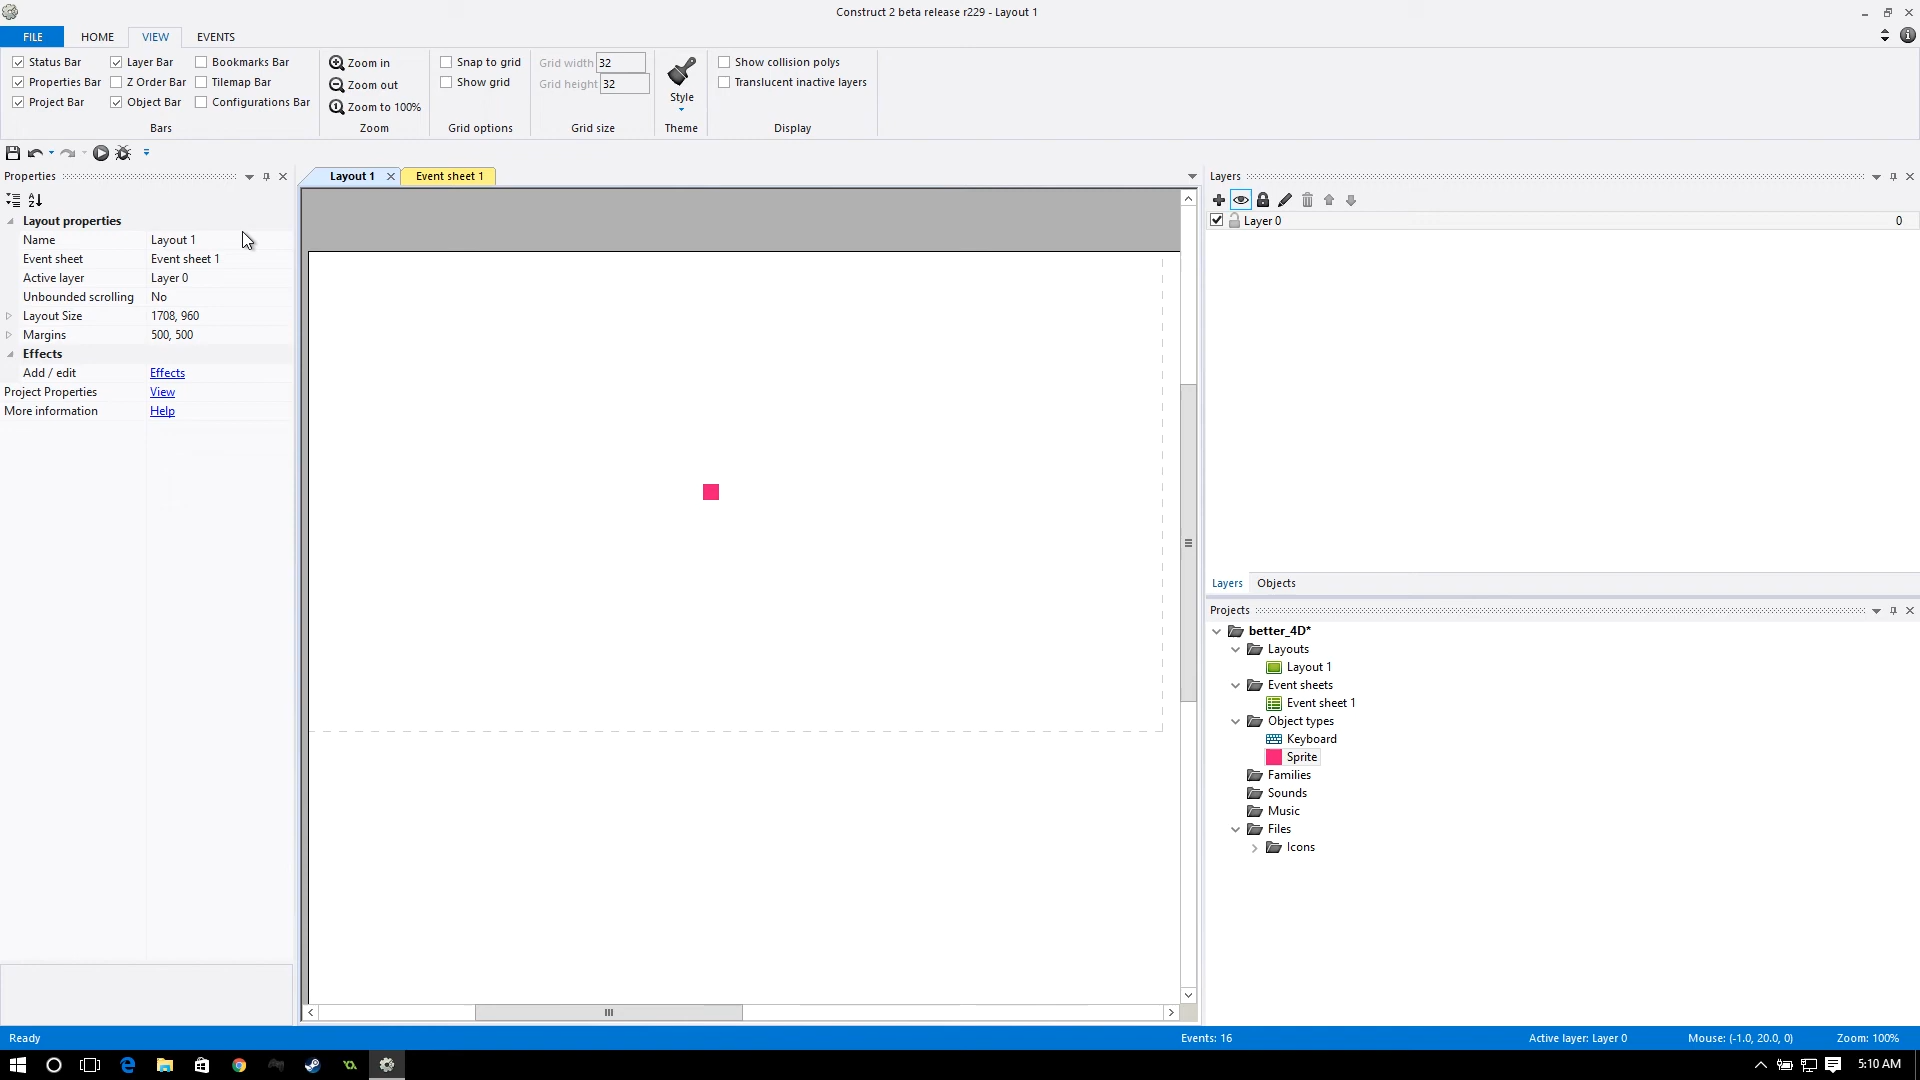 Construct 2 beta release r229 - Layout 1
FILE HOME VIEW EVENTS
Status Bar Layer Bar Bookmarks Bar Zoom in Snap to grid Grid width 32 Show collision polys
Properties Bar Z Order Bar Tilemap Bar Zoom out Show grid Grid height 32 Style Translucent inactive layers
Project Bar Object Bar Configurations Bar Zoom to 100%
Bars Zoom Grid options Grid size Theme Display
Properties
Layout 1 Event sheet 1
Layout properties
Name Layout 1
Event sheet Event sheet 1
Active layer Layer 0
Unbounded scrolling No
Layout Size 1708, 960
Margins 500, 500
Effects
Add / edit Effects
Project Properties View
More information Help
Layers
Layer 0 0
Layers Objects
Projects
better_4D*
Layouts
Layout 1
Event sheets
Event sheet 1
Object types
Keyboard
Sprite
Families
Sounds
Music
Files
Icons
Ready Events: 16 Active layer: Layer 0 Mouse: (-1.0, 20.0, 0) Zoom: 100%
5:10 AM